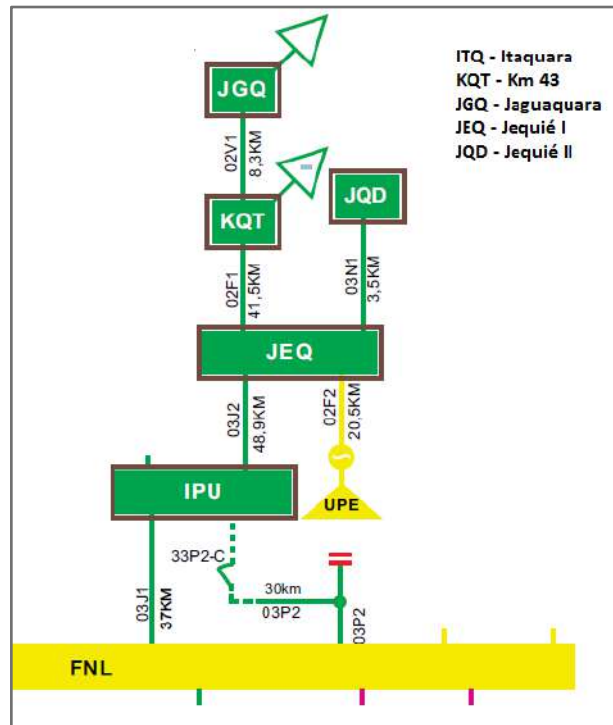 ITQ - Itaquara
KQT - Km 43
JGQ - Jaguaquara
JEQ - Jequié I
JQD - Jequié II
JGQ
02V1
8,3KM
KQT
JQD
02F1
41,5KM
03N1
3,5KM
JEQ
03J2
48,9KM
02F2
20,5KM
IPU
UPE
33P2-C
30km
03P2
03J1
37KM
03P2
FNL